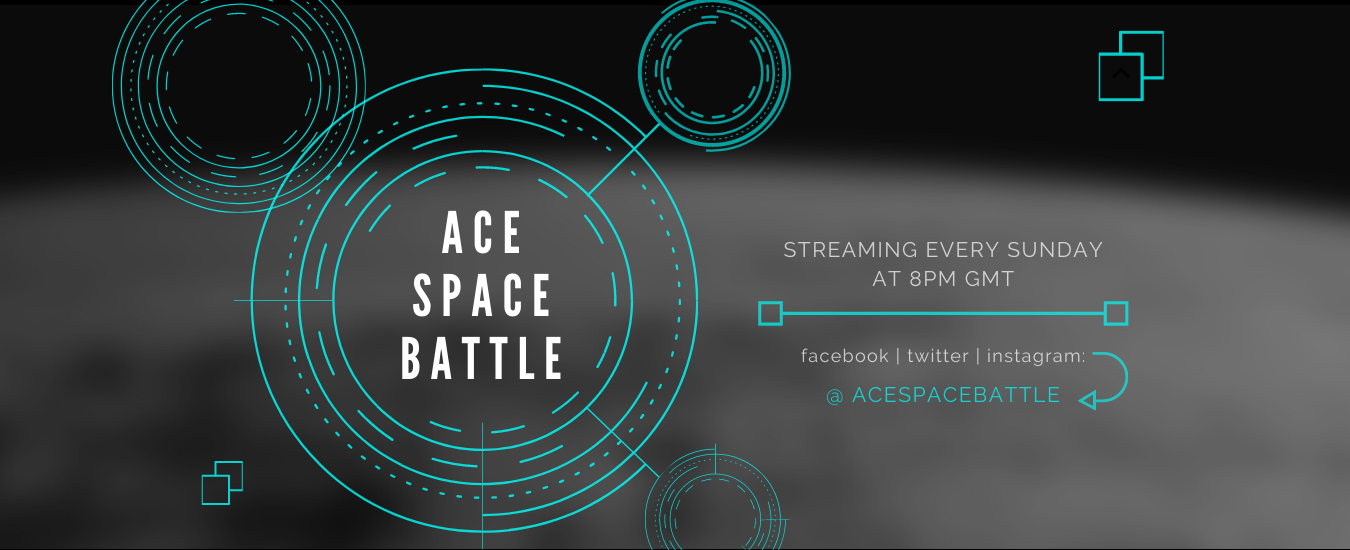 ACE
SPACE
BATTLE
STREAMING EVERY SUNDAY
AT 8PM GMT
facebook | twitter | instagram:
@ ACESPACEBATTLE